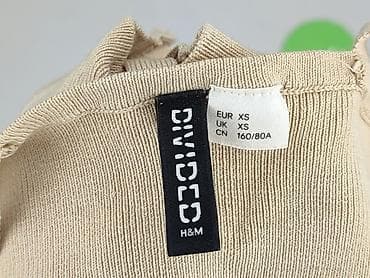 DIVIDED
H&M
EUR XS
UK XS
CN 160/80A